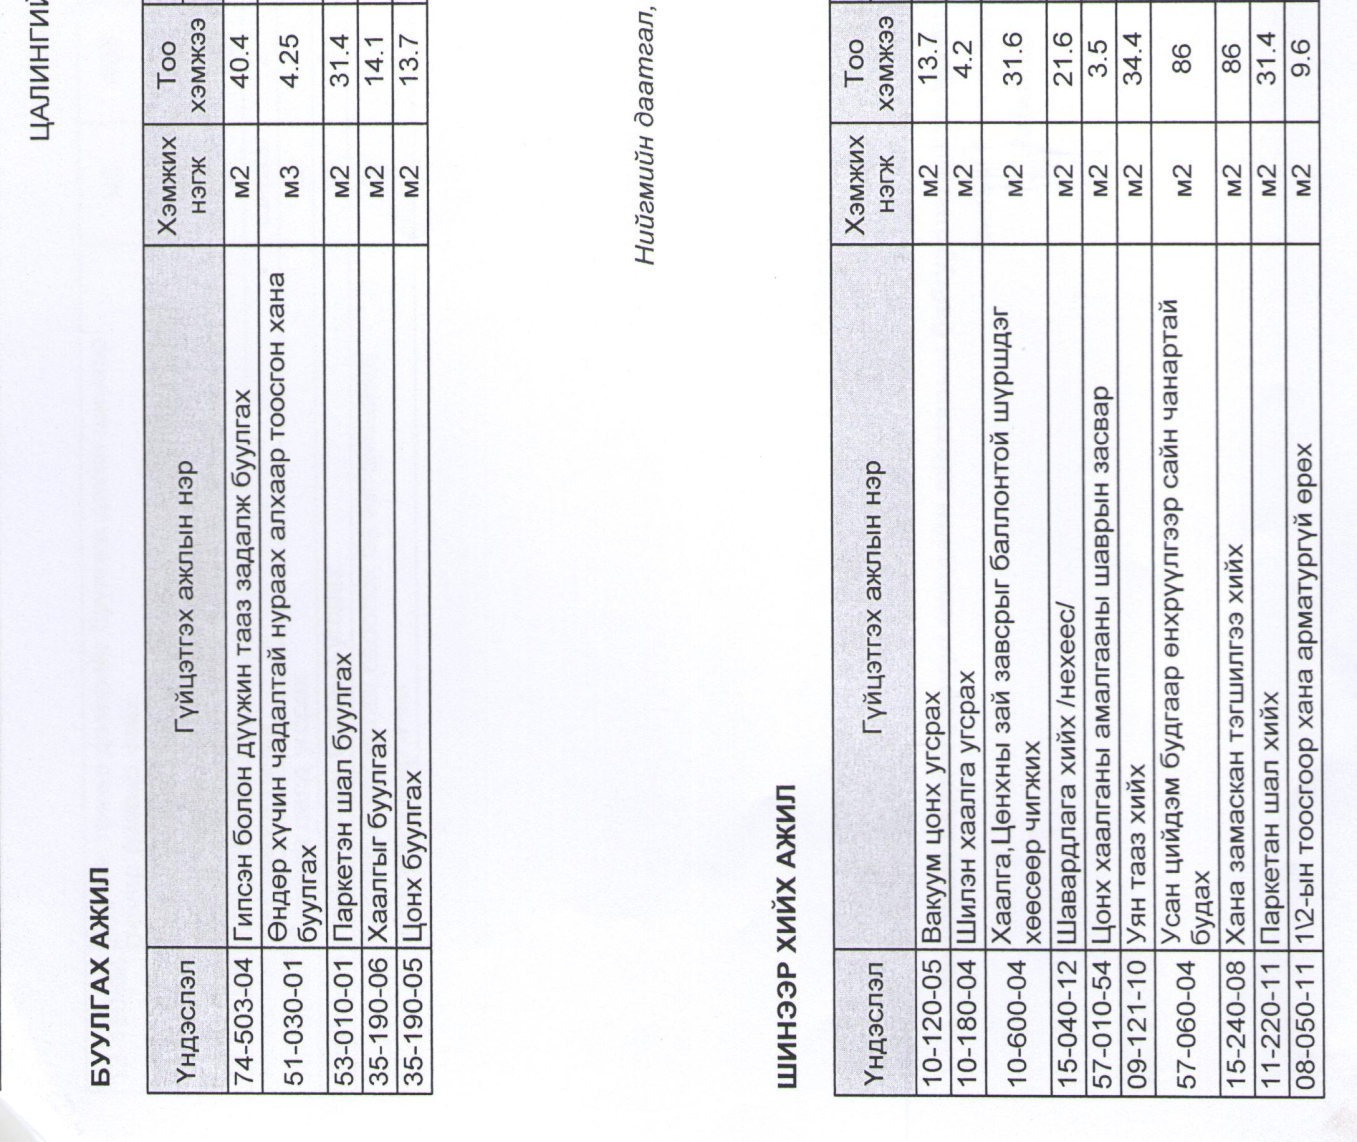 ЦАЛИНГИЙ
БУУЛГАХ АЖИЛ
Үндэслэл Гүйцэтгэх ажлын нэр Хэмжих нэгж Тоо хэмжээ
74-503-04 Гипсэн болон дүүжин тааз задалж буулгах м2 40.4
51-030-01 Өндөр хүчин чадалтай нураах алхаар тоосгон хана
буулгах м3 4.25
53-010-01 Паркетэн шал буулгах м2 31.4
35-190-06 Хаалгыг буулгах м2 14.1
35-190-05 Цонх буулгах м2 13.7
Нийгмийн даатгал,
ШИНЭЭР ХИЙХ АЖИЛ
Үндэслэл Гүйцэтгэх ажлын нэр Хэмжих нэгж Тоо хэмжээ
10-120-05 Вакуум цонх угсрах м2 13.7
10-180-04 Шилэн хаалга угсрах м2 4.2
10-600-04 Хаалга,Цөнхны зай завсрыг баллонтой шүршдэг
хөөсөөр чигжих м2 31.6
15-040-12 Шавардлага хийх /нехеес/ м2 21.6
57-010-54 Цонх хаалганы амалгааны шаврын засвар м2 3.5
09-121-10 Уян тааз хийх м2 34.4
57-060-04 Усан цийдэм будгаар өнхрүүлгээр сайн чанартай
будах м2 86
15-240-08 Хана замаскан тэгшилгээ хийх м2 86
11-220-11 Паркетан шал хийх м2 31.4
08-050-11 1\2-ын тоосгоор хана арматургүй өрөх м2 9.6